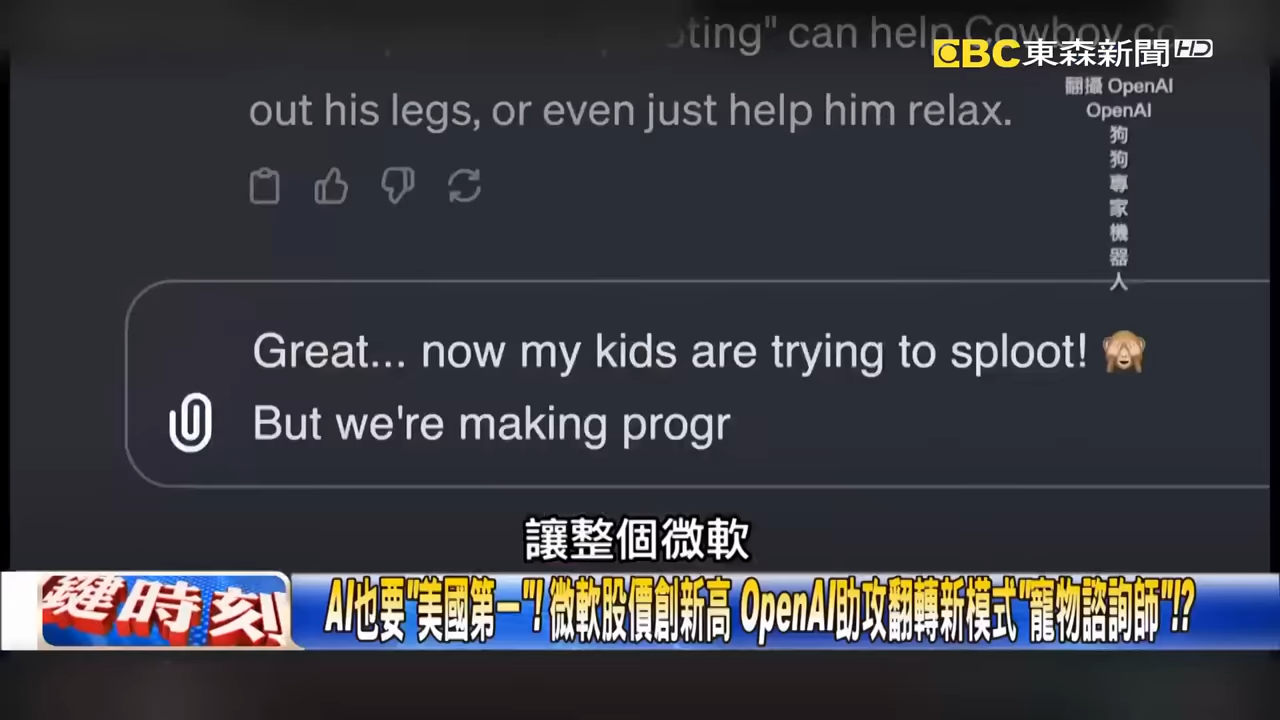 ting" can help Cowboy
EBC東森新聞HD
翻攝 OpenAI
OpenAI
狗狗專家機器人
out his legs, or even just help him relax.
Great... now my kids are trying to sploot! 🙈
But we're making progr
讓整個微軟
鍵時刻
AI也要"美國第一"! 微軟股價創新高 OpenAI助攻翻轉新模式"寵物諮詢師"!?